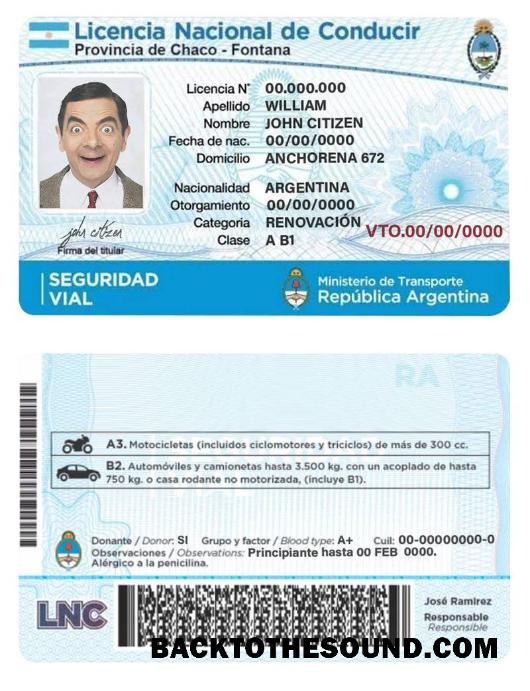 Licencia Nacional de Conducir
Provincia de Chaco - Fontana
Licencia N° 00.000.000
Apellido WILLIAM
Nombre JOHN CITIZEN
Fecha de nac. 00/00/0000
Domicilio ANCHORENA 672
Nacionalidad ARGENTINA
Otorgamiento 00/00/0000
Categoria RENOVACIÓN
VTO.00/00/0000
Clase A B1
john citizen
Firma del titular
SEGURIDAD
VIAL
Ministerio de Transporte
República Argentina
RA
A3. Motocicletas (incluidos ciclomotores y triciclos) de más de 300 cc.
B2. Automóviles y camionetas hasta 3.500 kg. con un acoplado de hasta
750 kg. o casa rodante no motorizada, (incluye B1).
Donante / Donor: SI Grupo y factor / Blood type: A+ Cuil: 00-00000000-0
Observaciones / Observations: Principiante hasta 00 FEB 0000.
Alérgico a la penicilina.
LNC
José Ramirez
Responsable
Responsible
BACKTOTHESOUND.COM